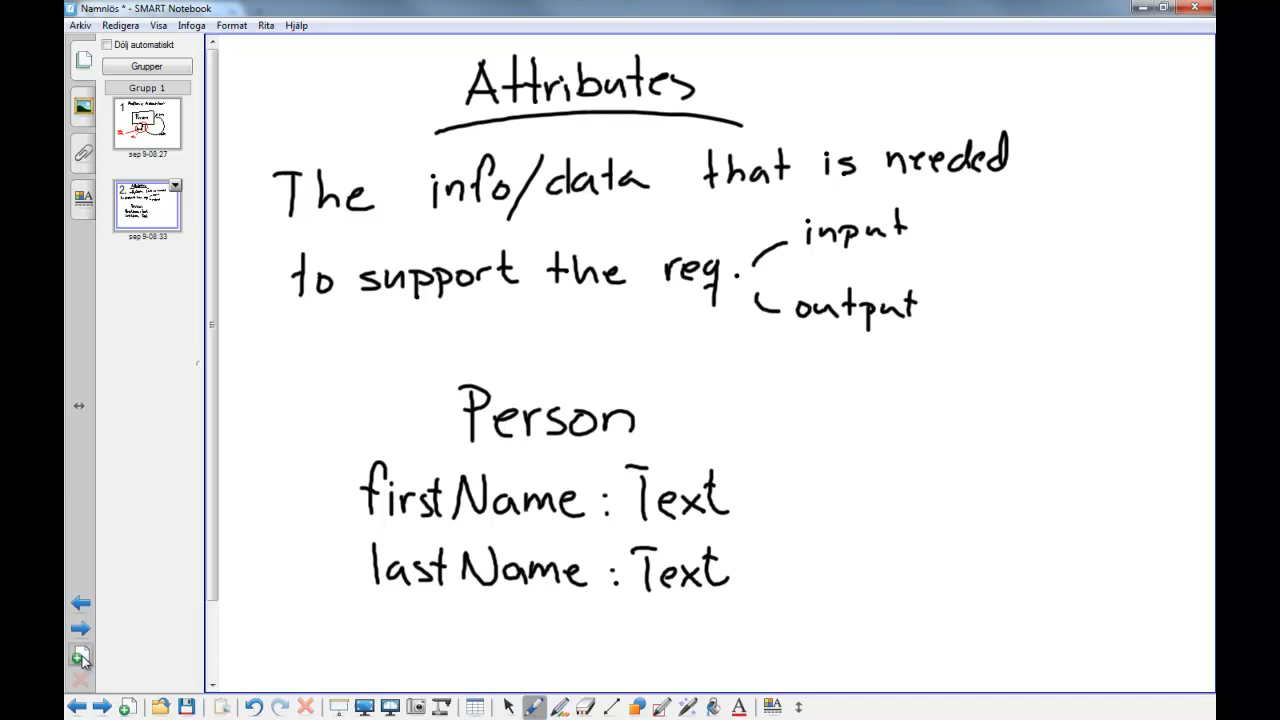 Namnlös * - SMART Notebook
Arkiv Redigera Visa Infoga Format Rita Hjälp
Dölj automatiskt
Grupper
Grupp 1
sep 9-08:27
sep 9-08:33
Attributes
The info/data that is needed
to support the req.
input
output
Person
firstName : Text
lastName : Text